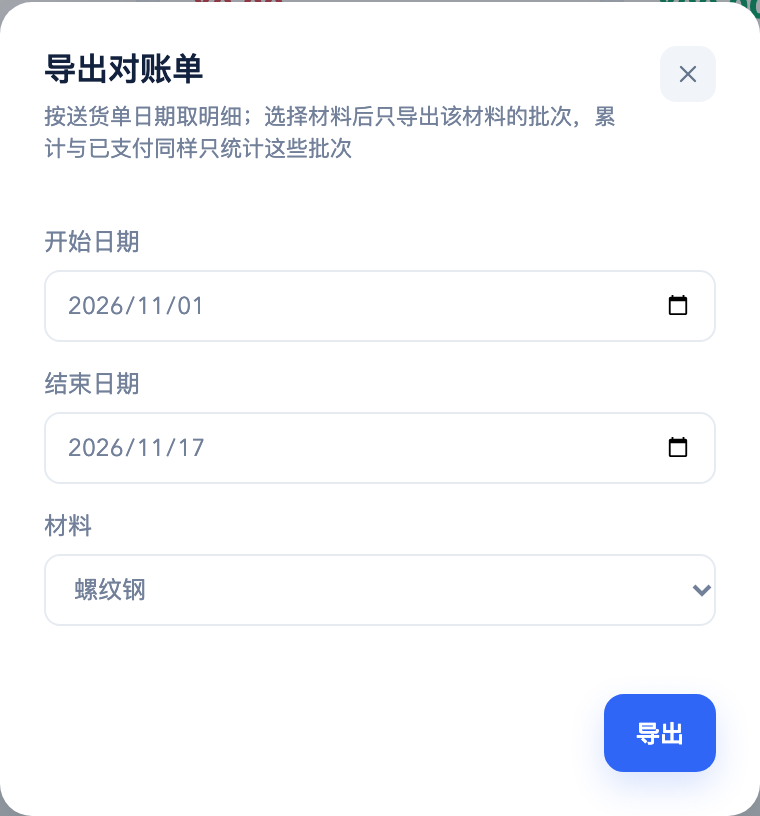 导出对账单
按送货单日期取明细；选择材料后只导出该材料的批次，累
计与已支付同样只统计这些批次
开始日期
2026/11/01
结束日期
2026/11/17
材料
螺纹钢
导出